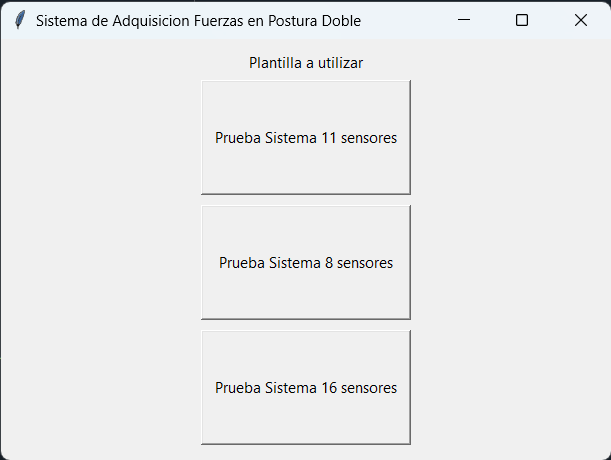 Sistema de Adquisicion Fuerzas en Postura Doble
Plantilla a utilizar
Prueba Sistema 11 sensores
Prueba Sistema 8 sensores
Prueba Sistema 16 sensores